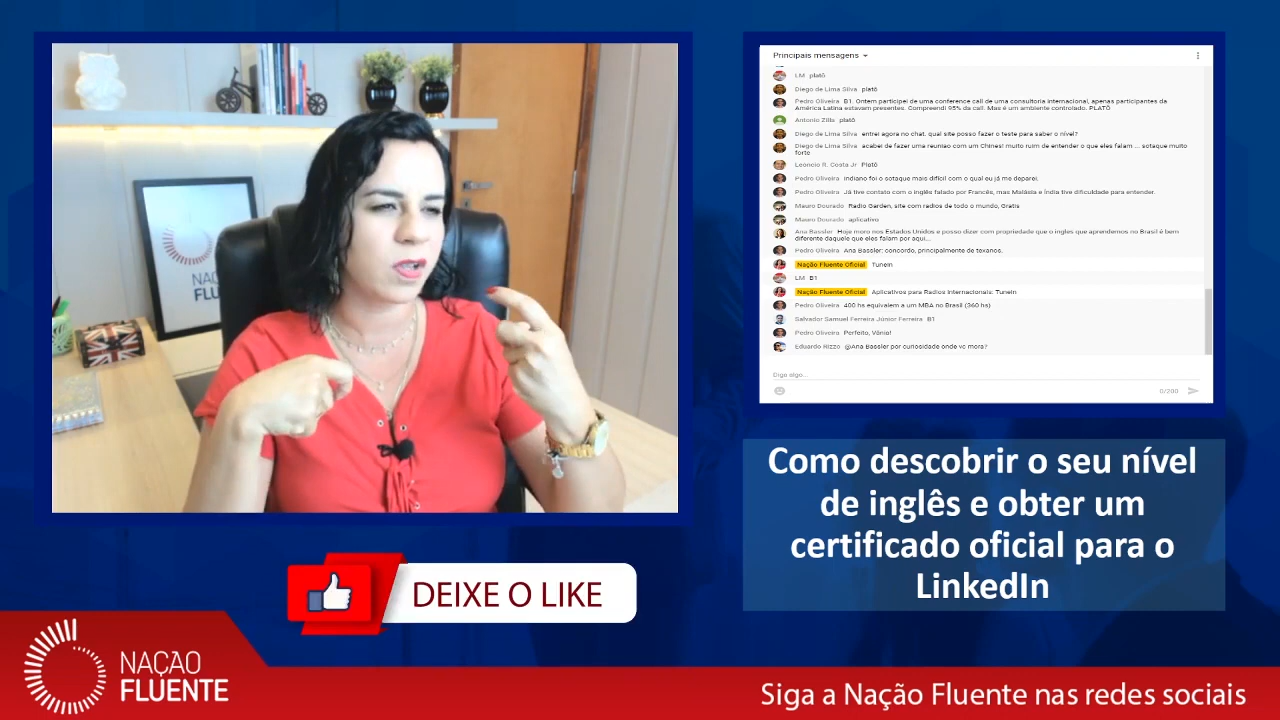 NAÇÃO
FLU
Principais mensagens
LM platô
Diego de Lima Silva platô
Pedro Oliveira B1. Ontem participei de uma conference call de uma consultoria internacional, apenas participantes da
América Latina estavam presentes. Compreendi 95% da call. Mas é um ambiente controlado. PLATÔ
Antonio Zilis platô
Diego de Lima Silva entrei agora no chat. qual site posso fazer o teste para saber o nível?
Diego de Lima Silva acabei de fazer uma reuniao com um Chines! muito ruim de entender o que eles falam ... sotaque muito
forte
Leoncio R. Costa Jr Platô
Pedro Oliveira Indiano foi o sotaque mais difícil com o qual eu já me deparei.
Pedro Oliveira Já tive contato com o inglês falado por Francês, mas Malásia e Índia tive dificuldade para entender.
Mauro Dourado Radio Garden, site com radios de todo o mundo, Gratis
Mauro Dourado aplicativo
Ana Bassler Hoje moro nos Estados Unidos e posso dizer com propriedade que o ingles que aprendemos no Brasil é bem
diferente daquele que eles falam por aqui...
Pedro Oliveira Ana Bassler: concordo, principalmente de texanos.
Nação Fluente Oficial Tunein
LM B1
Nação Fluente Oficial Aplicativos para Radios Internacionais: TuneIn
Pedro Oliveira 400 hs equivalem a um MBA no Brasil (360 hs)
Salvador Samuel Ferreira Júnior Ferreira B1
Pedro Oliveira Perfeito, Vânia!
Eduardo Rizzo @Ana Bassler por curiosidade onde vc mora?
Digo algo...
0/200
Como descobrir o seu nível
de inglês e obter um
certificado oficial para o
LinkedIn
DEIXE O LIKE
NAÇÃO
FLUENTE
Siga a Nação Fluente nas redes sociais